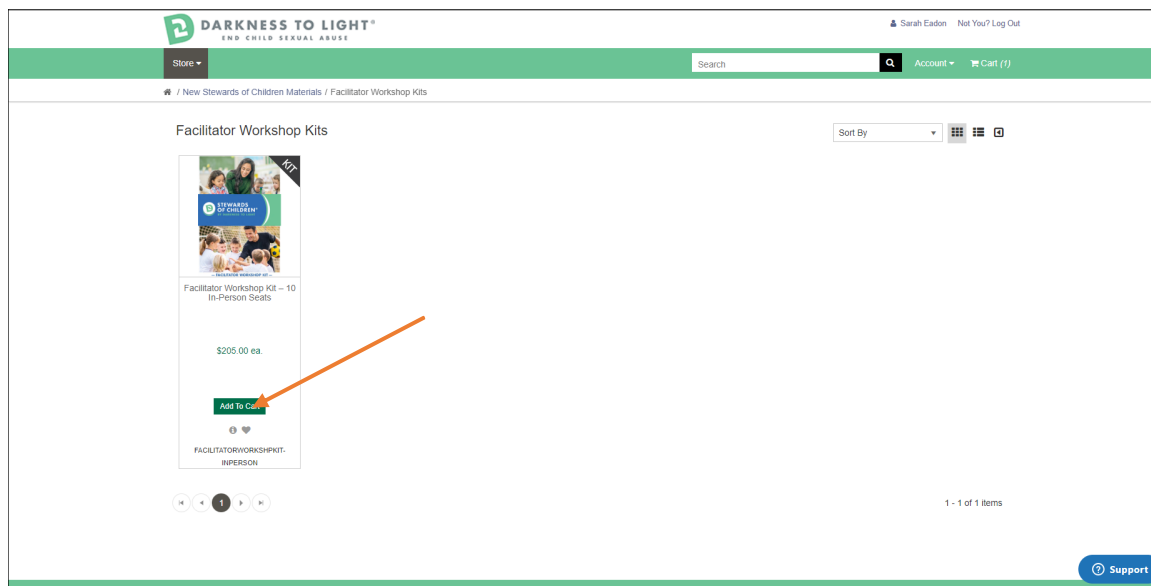 DARKNESS TO LIGHT®
END CHILD SEXUAL ABUSE
Sarah Eadon Not You? Log Out
Store
Search
Account
Cart (1)
/ New Stewards of Children Materials / Facilitator Workshop Kits
Facilitator Workshop Kits
Sort By
KIT
STEWARDS
OF CHILDREN®
— FACILITATOR WORKSHOP KIT —
Facilitator Workshop Kit – 10
In-Person Seats
$205.00 ea.
Add To Cart
FACILITATORWORKSHPKIT-
INPERSON
1
1 - 1 of 1 items
Support